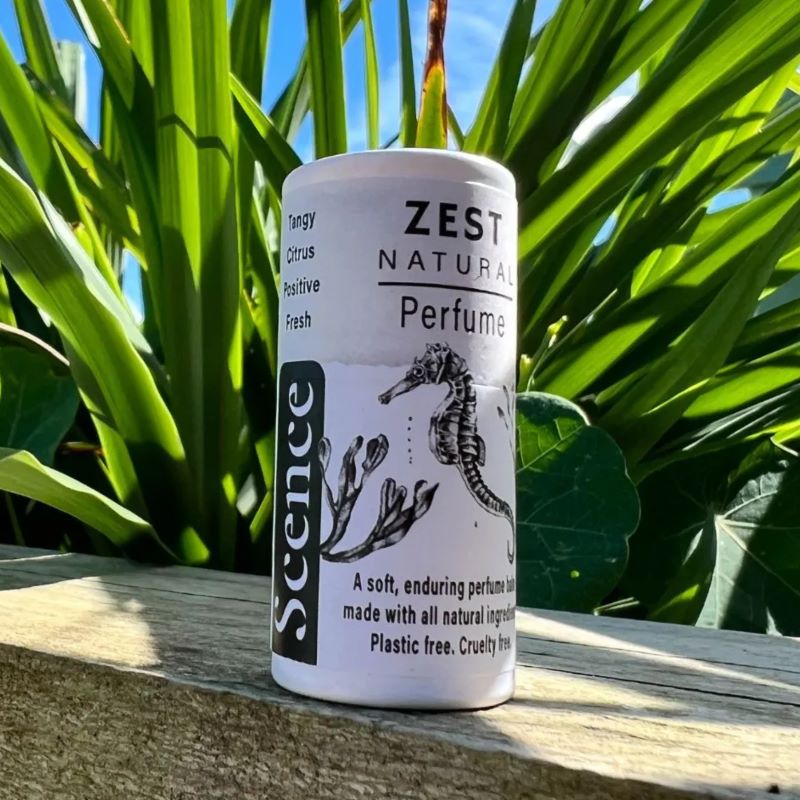 Tangy
Citrus
Positive
Fresh
ZEST
NATURAL
Perfume
Scence
A soft, enduring perfume
made with all natural
Plastic free. Cruelty free.